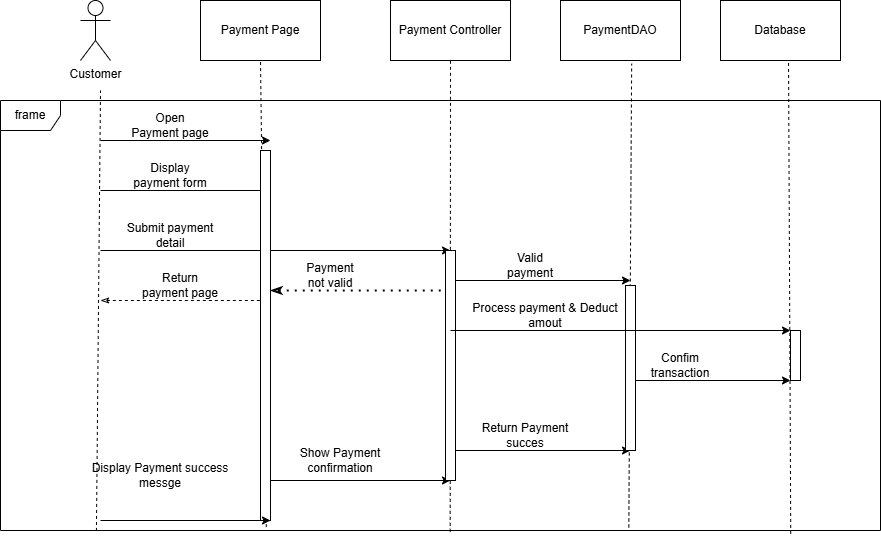 Payment Page
Payment Controller
PaymentDAO
Database
Customer
frame
Open
Payment page
Display
payment form
Submit payment
detail
Valid
payment
Payment
not valid
Return
payment page
Process payment & Deduct
amout
Confim
transaction
Return Payment
succes
Show Payment
confirmation
Display Payment success
messge